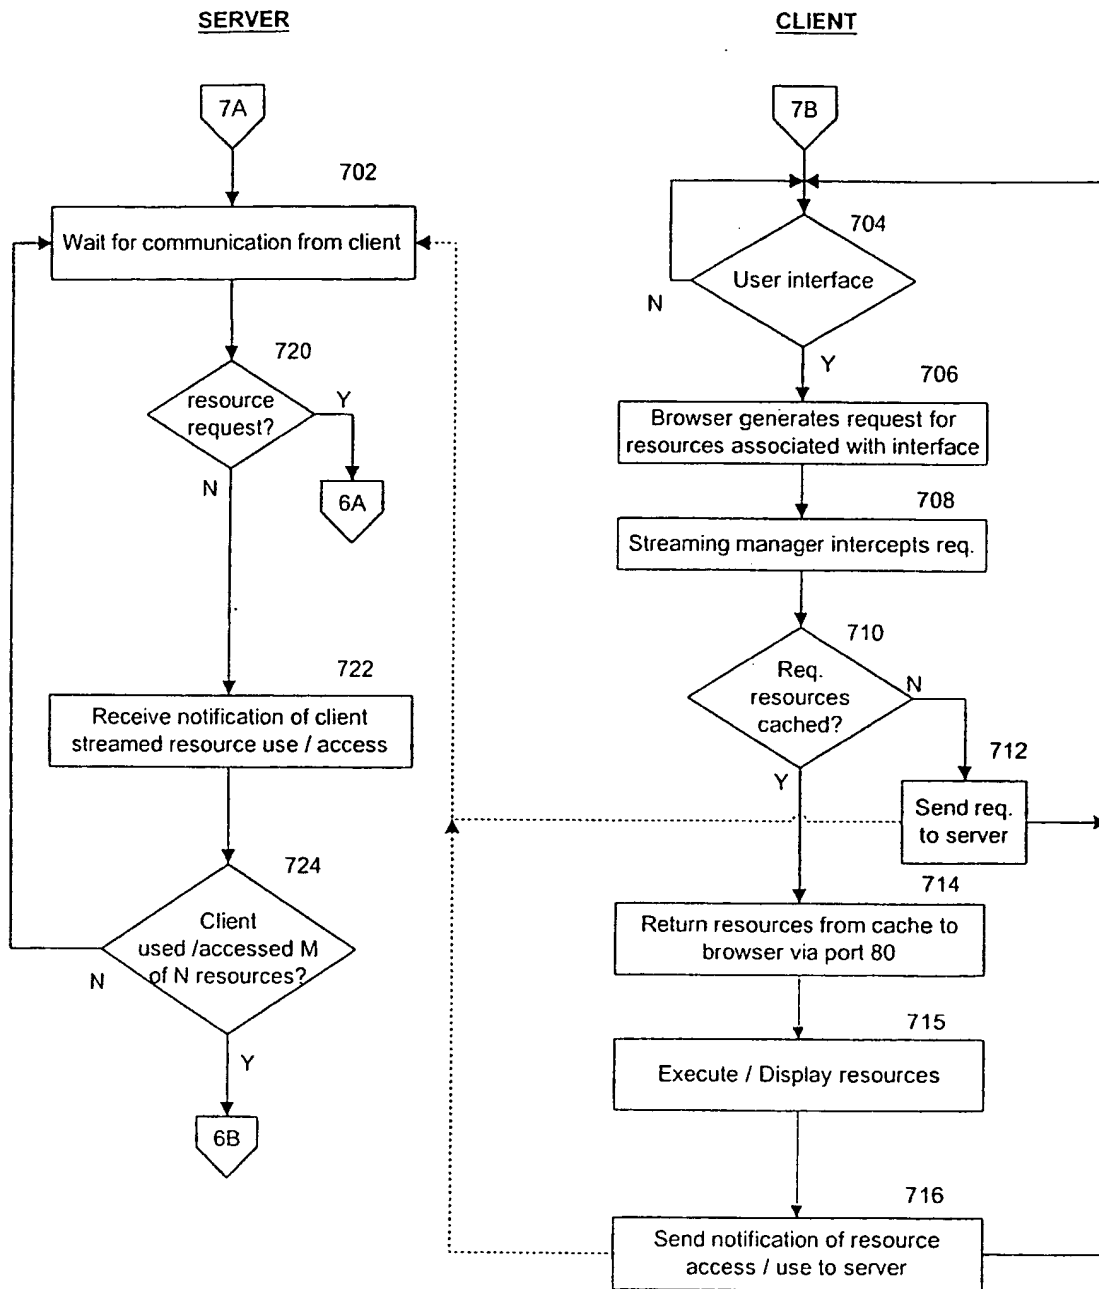 SERVER
CLIENT
7A
7B
702
Wait for communication from client
704
User interface
N
Y
720
resource
request?
Y
N
6A
706
Browser generates request for
resources associated with interface
708
Streaming manager intercepts req.
710
Req.
resources
cached?
N
Y
712
Send req.
to server
722
Receive notification of client
streamed resource use / access
724
Client
used /accessed M
of N resources?
N
Y
6B
714
Return resources from cache to
browser via port 80
715
Execute / Display resources
716
Send notification of resource
access / use to server